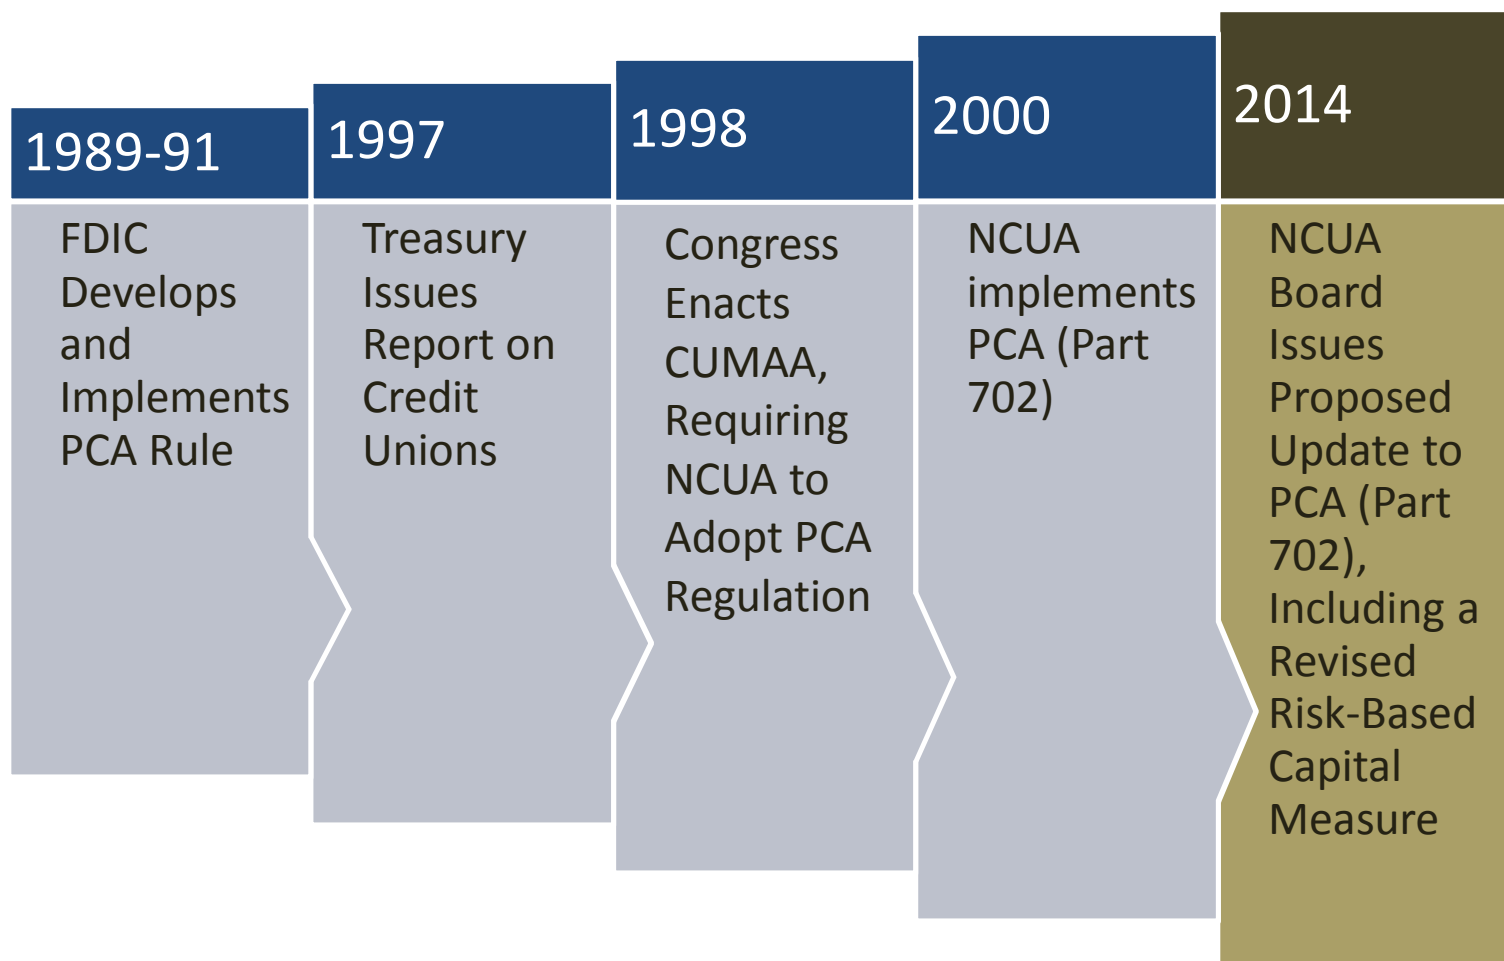 1989-91
FDIC
Develops
and
Implements
PCA Rule
1997
Treasury
Issues
Report on
Credit
Unions
1998
Congress
Enacts
CUMAA,
Requiring
NCUA to
Adopt PCA
Regulation
2000
NCUA
implements
PCA (Part
702)
2014
NCUA
Board
Issues
Proposed
Update to
PCA (Part
702),
Including a
Revised
Risk-Based
Capital
Measure